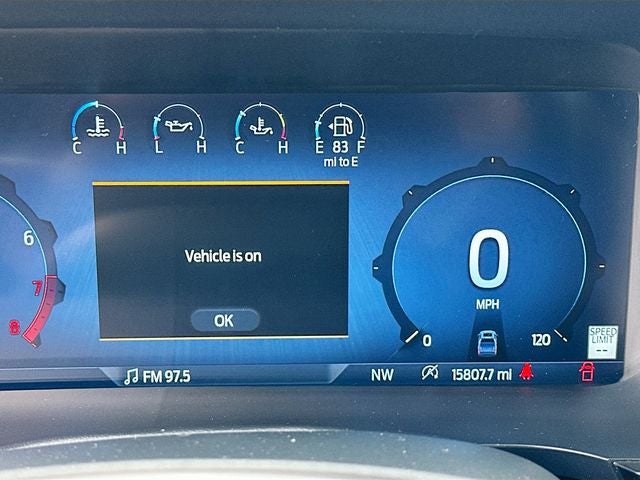 C H
L H
C H
E 83 F
mi to E
6
7
8
Vehicle is on
OK
0
MPH
0 120
SPEED
LIMIT
--
FM 97.5
NW 15807.7 mi